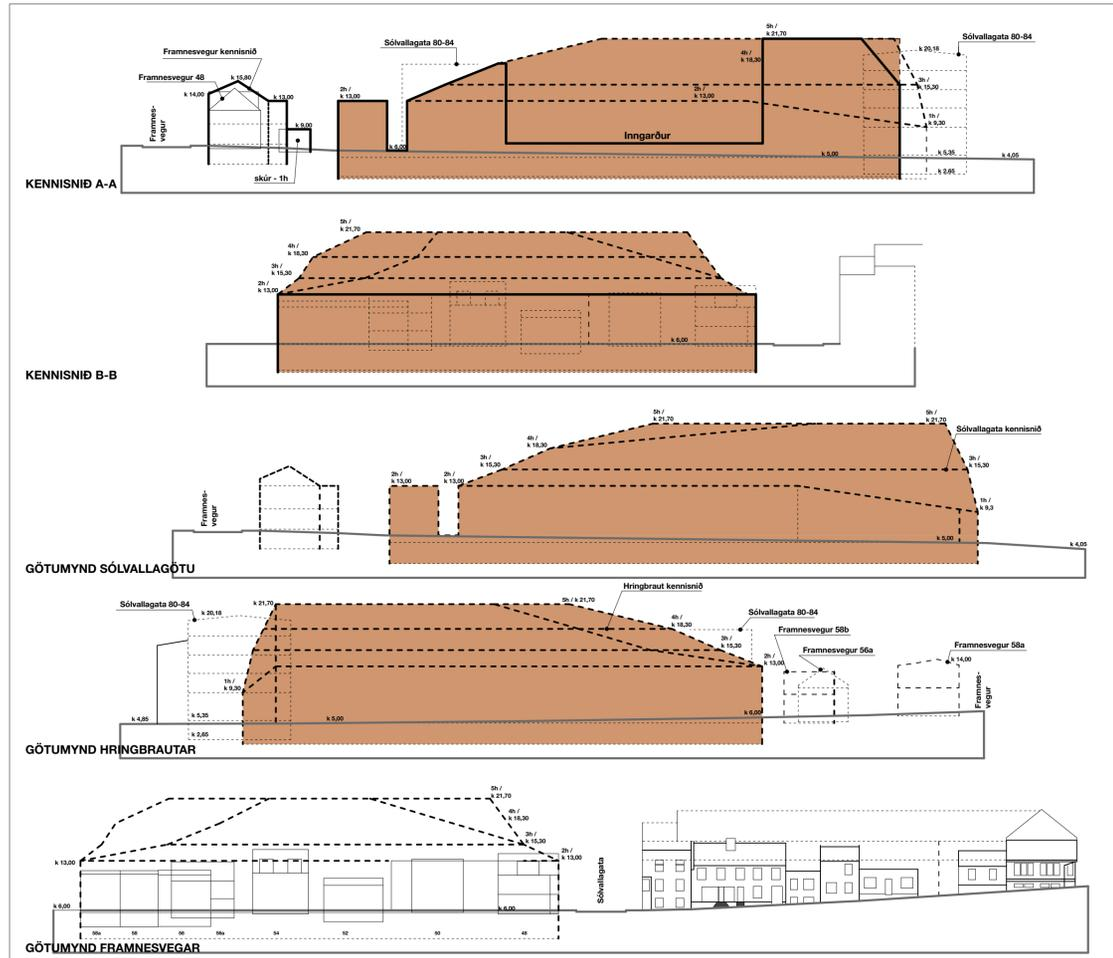 5h /
k 21,70
Sólvallagata 80-84
Sólvallagata 80-84
Framnesvegur kennisnið
k 20,18
4h /
k 18,30
Framnesvegur 48
k 15,80
3h /
k 15,30
k 14,00
k 13,00
2h /
k 13,00
2h /
k 13,00
Framnes-
vegur
k 9,00
1h /
k 9,30
Inngarður
k 6,00
k 5,00
k 5,35
k 4,05
k 2,65
skúr - 1h
KENNISNIÐ A-A
5h /
k 21,70
4h /
k 18,30
3h /
k 15,30
2h /
k 13,00
k 6,00
KENNISNIÐ B-B
5h /
k 21,70
5h /
k 21,70
Sólvallagata kennisnið
4h /
k 18,30
3h /
k 15,30
3h /
k 15,30
2h /
k 13,00
2h /
k 13,00
Framnes-
vegur
1h /
k 9,3
k 5,00
k 4,05
GÖTUMYND SÓLVALLAGÖTU
Hringbraut kennisnið
Sólvallagata 80-84
k 20,18
k 21,70
5h / k 21,70
4h /
k 18,30
Sólvallagata 80-84
Framnesvegur 58b
3h /
k 15,30
Framnesvegur 56a
Framnesvegur 58a
2h /
k 13,00
k 14,00
1h /
k 9,30
Framnes-
vegur
k 4,85
k 5,35
k 5,00
k 6,00
k 2,65
GÖTUMYND HRINGBRAUTAR
5h /
k 21,70
4h /
k 18,30
3h /
k 15,30
2h /
k 13,00
k 13,00
Sólvallagata
k 6,00
k 6,00
58a
58
56
56a
54
52
50
48
GÖTUMYND FRAMNESVEGAR